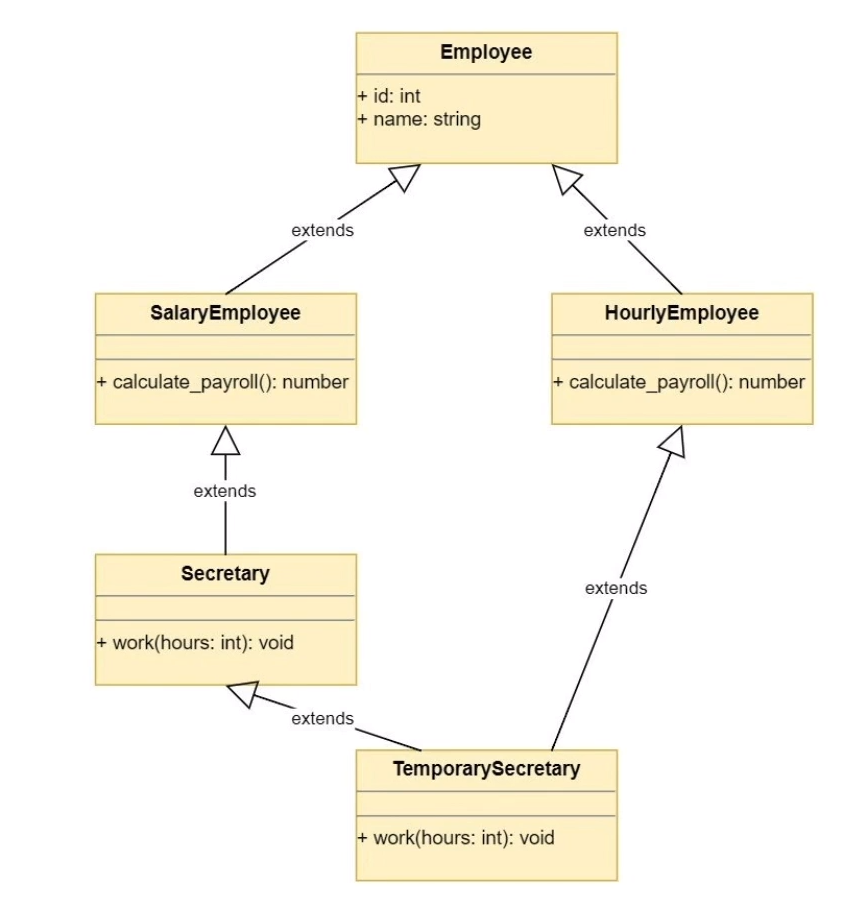 Employee
+ id: int
+ name: string
extends
extends
SalaryEmployee
+ calculate_payroll(): number
HourlyEmployee
+ calculate_payroll(): number
extends
Secretary
+ work(hours: int): void
extends
extends
TemporarySecretary
+ work(hours: int): void